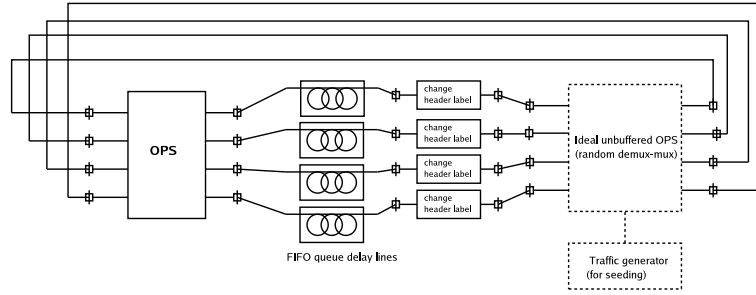 OPS
change
header label
change
header label
change
header label
change
header label
Ideal unbuffered OPS
(random demux-mux)
FIFO queue delay lines
Traffic generator
(for seeding)